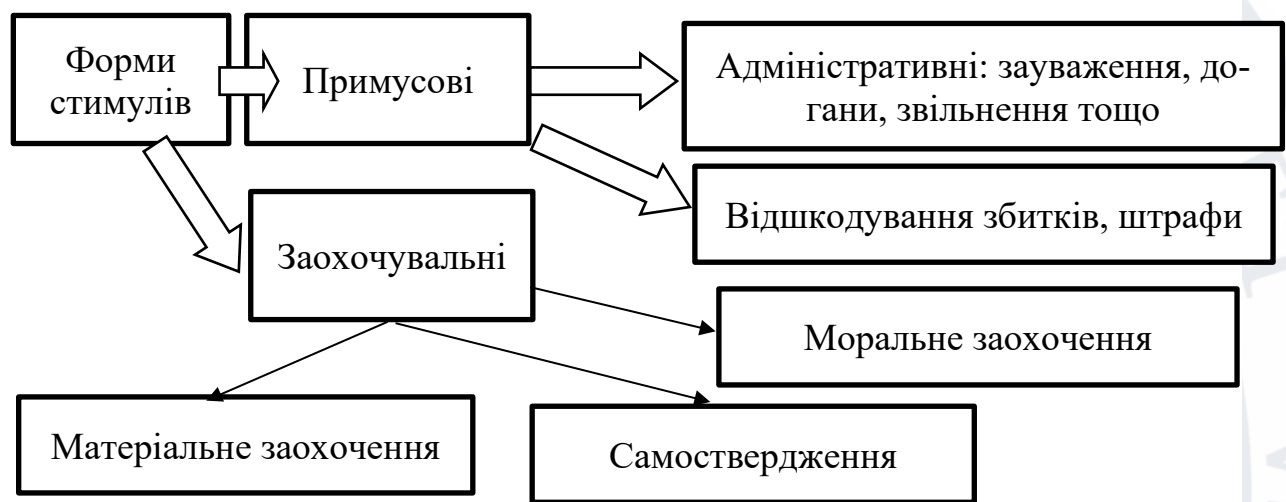 Форми
стимулів
Примусові
Адміністративні: зауваження, до-
гани, звільнення тощо
Відшкодування збитків, штрафи
Заохочувальні
Моральне заохочення
Матеріальне заохочення
Самоствердження